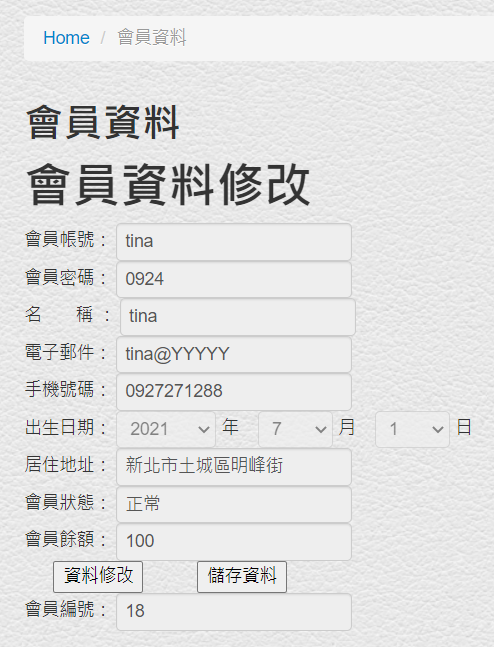 Home / 會員資料
會員資料
會員資料修改
會員帳號： tina
會員密碼： 0924
名　　稱 ： tina
電子郵件： tina@YYYYY
手機號碼： 0927271288
出生日期： 2021 年 7 月 1 日
居住地址： 新北市土城區明峰街
會員狀態： 正常
會員餘額： 100
資料修改 儲存資料
會員編號： 18